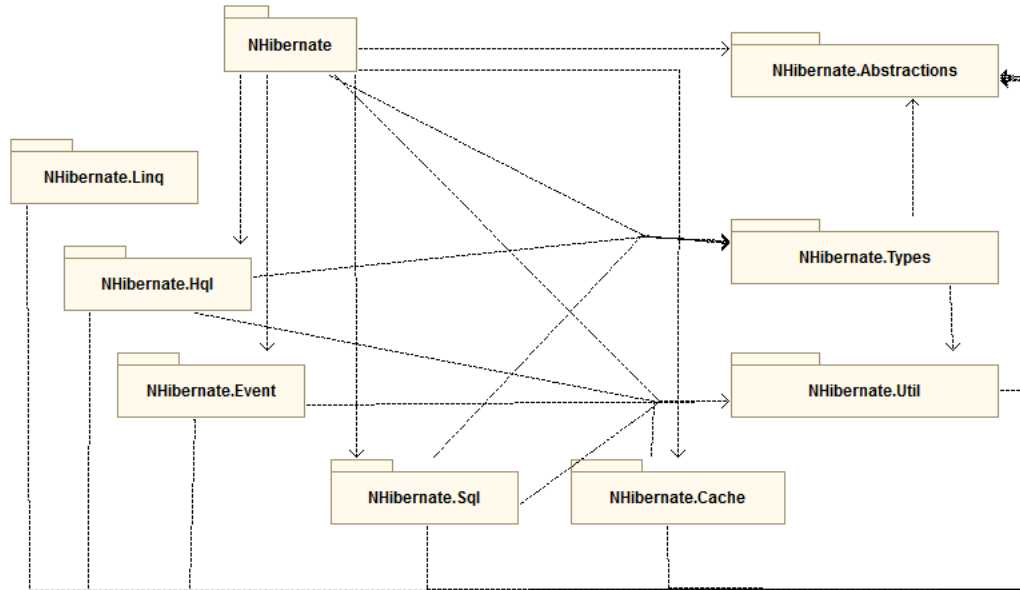 NHibernate
NHibernate.Abstractions
NHibernate.Linq
NHibernate.Types
NHibernate.Hql
NHibernate.Event
NHibernate.Util
NHibernate.Sql
NHibernate.Cache